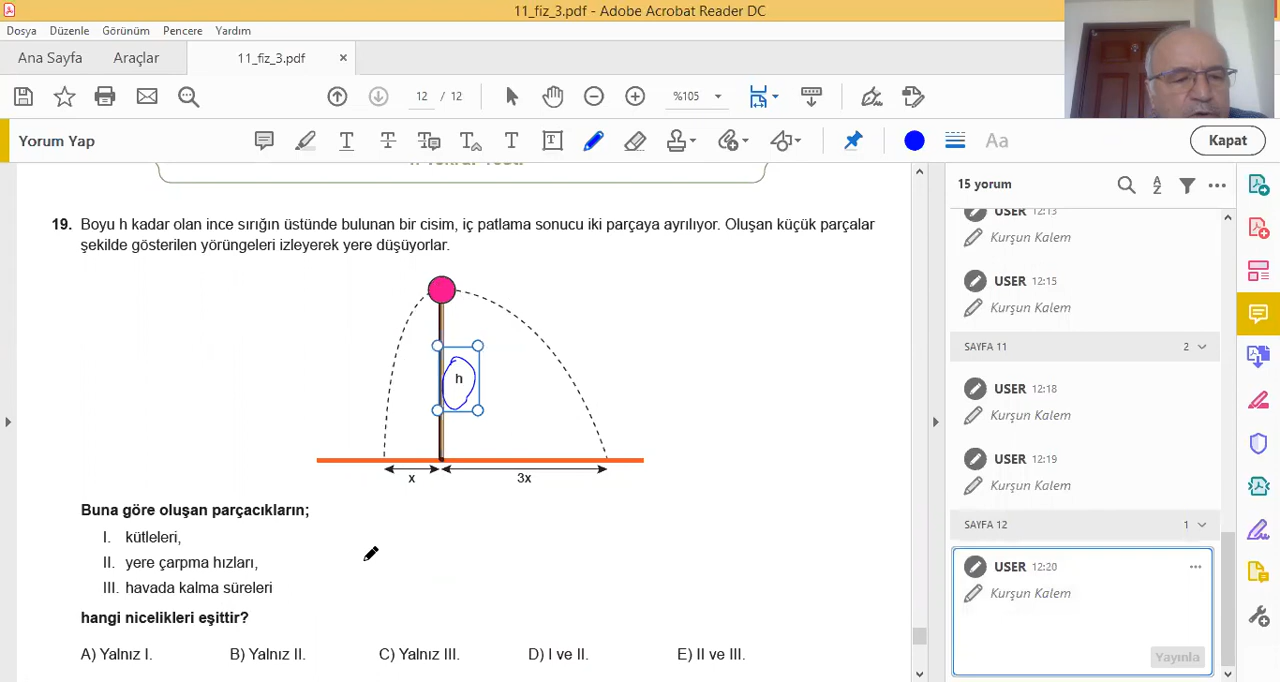 11_fiz_3.pdf - Adobe Acrobat Reader DC
Dosya Düzenle Görünüm Pencere Yardım
Ana Sayfa Araçlar 11_fiz_3.pdf ×
12 / 12 %105
Yorum Yap Aa Kapat
15 yorum
19. Boyu h kadar olan ince sırığın üstünde bulunan bir cisim, iç patlama sonucu iki parçaya ayrılıyor. Oluşan küçük parçalar
şekilde gösterilen yörüngeleri izleyerek yere düşüyorlar.
h
x 3x
Buna göre oluşan parçacıkların;
I. kütleleri,
II. yere çarpma hızları,
III. havada kalma süreleri
hangi nicelikleri eşittir?
A) Yalnız I. B) Yalnız II. C) Yalnız III. D) I ve II. E) II ve III.
USER 12:13
Kurşun Kalem
USER 12:15
Kurşun Kalem
SAYFA 11 2
USER 12:18
Kurşun Kalem
USER 12:19
Kurşun Kalem
SAYFA 12 1
USER 12:20
Kurşun Kalem
Yayınla